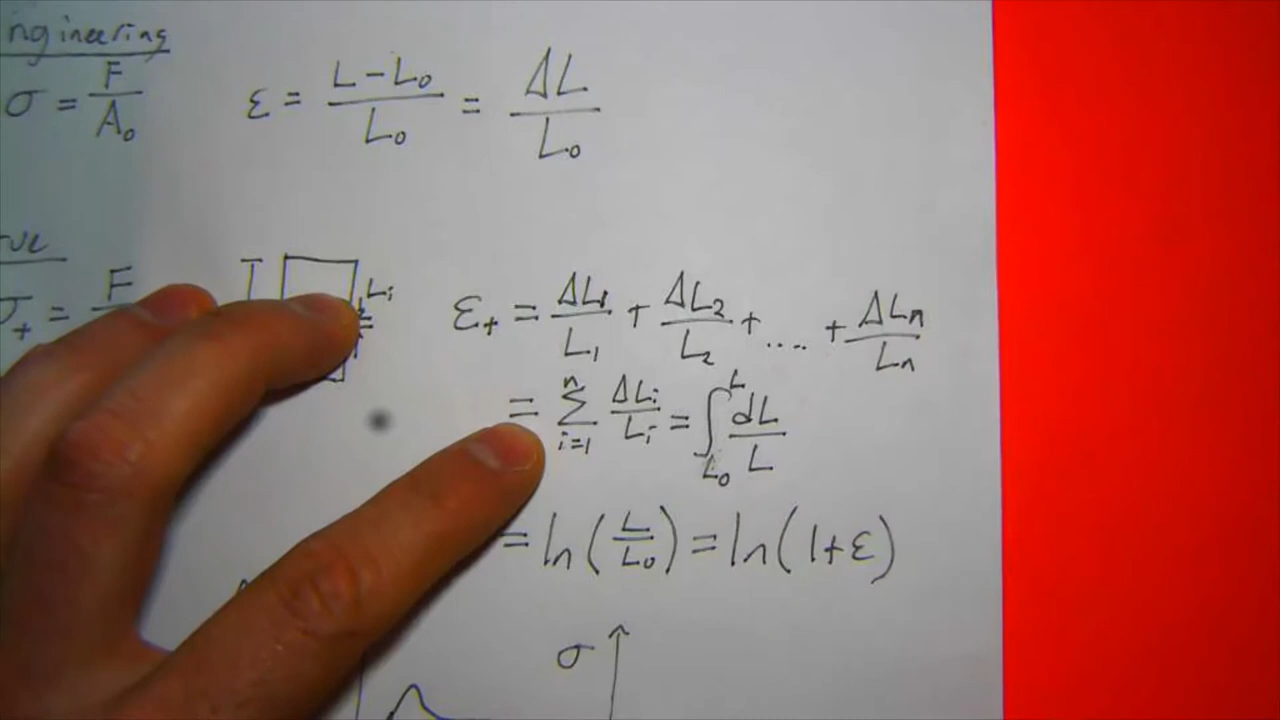 ngineering
σ = F/A₀
ε = (L - L₀)/L₀ = ΔL/L₀
Lᵢ
ε₊ = ΔL₁/L₁ + ΔL₂/L₂ + .... + ΔLₙ/Lₙ
= Σᵢ₌₁ⁿ ΔLᵢ/Lᵢ = ∫_{L₀}^{L} dL/L
= ln(L/L₀) = ln(1+ε)
σ